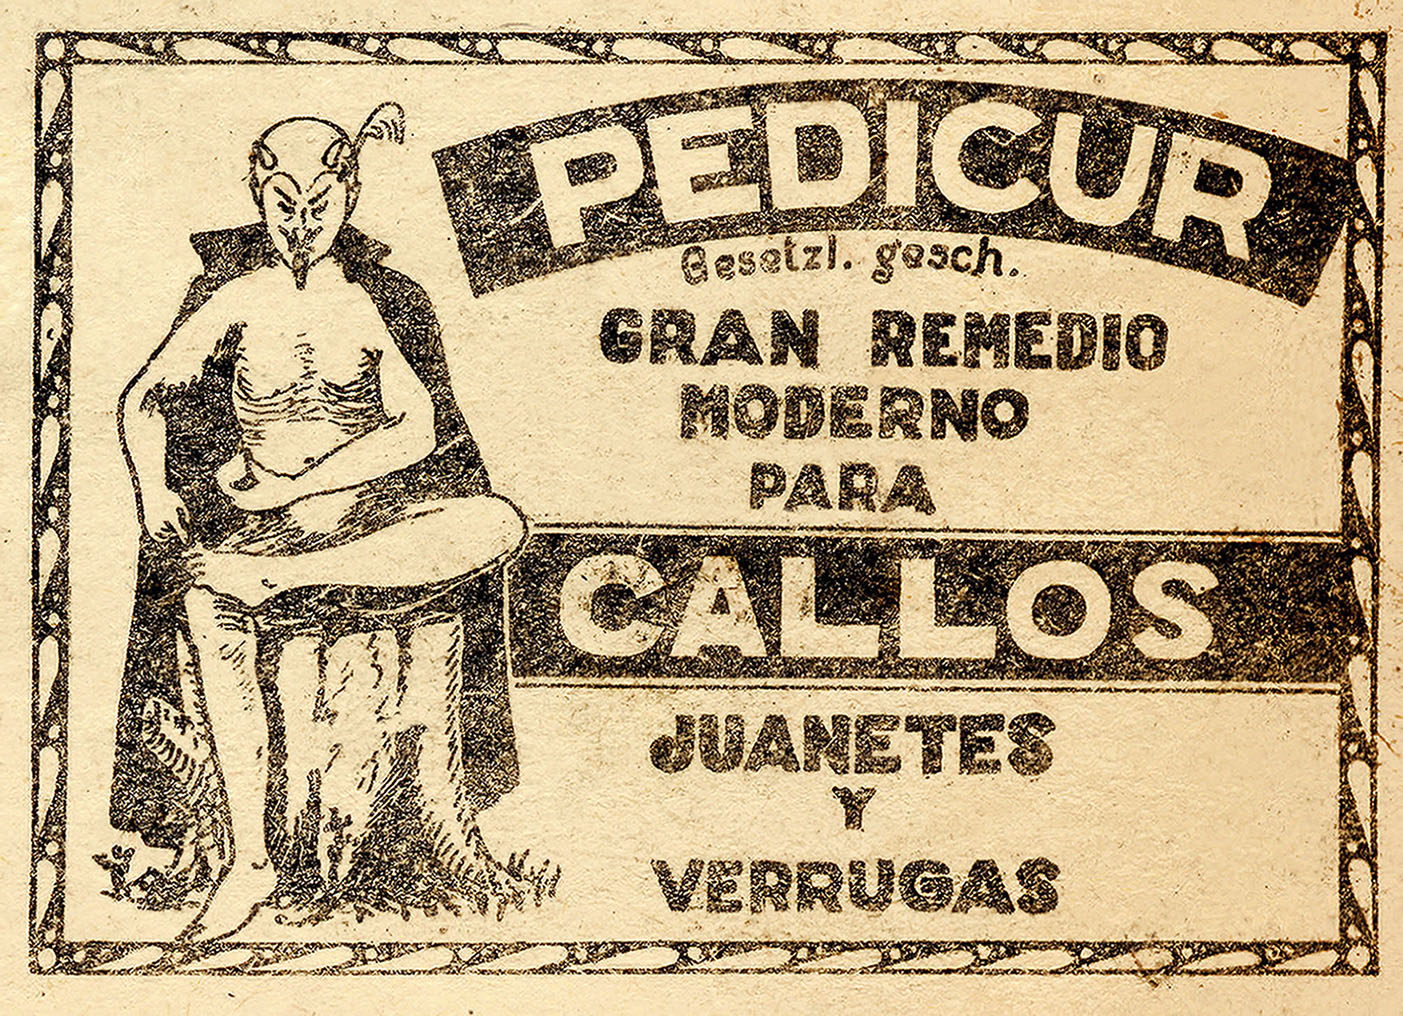 PEDICUR
Gesetzl. gesch.
GRAN REMEDIO
MODERNO
PARA
CALLOS
JUANETES
Y
VERRUGAS